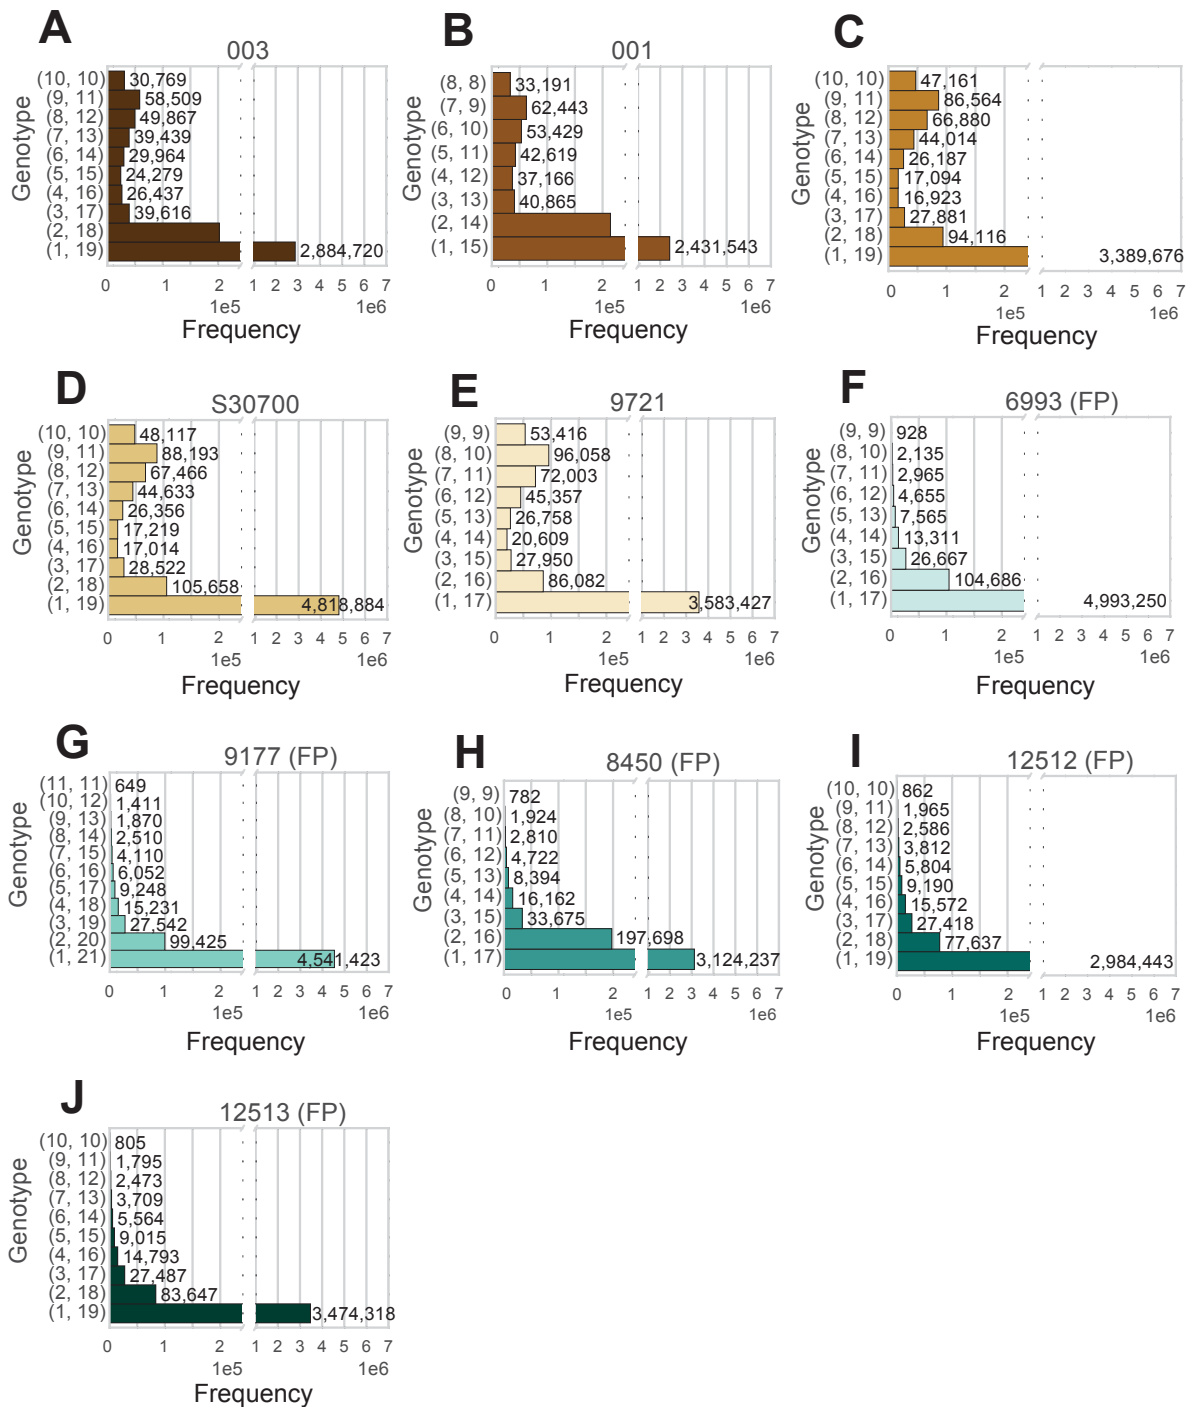 A
003
Genotype
(10, 10) 30,769
(9, 11) 58,509
(8, 12) 49,867
(7, 13) 39,439
(6, 14) 29,964
(5, 15) 24,279
(4, 16) 26,437
(3, 17) 39,616
(2, 18)
(1, 19) 2,884,720
0 1 2 1 2 3 4 5 6 7
1e5 1e6
Frequency
B
001
Genotype
(8, 8) 33,191
(7, 9) 62,443
(6, 10) 53,429
(5, 11) 42,619
(4, 12) 37,166
(3, 13) 40,865
(2, 14)
(1, 15) 2,431,543
0 1 2 1 2 3 4 5 6 7
1e5 1e6
Frequency
C
Genotype
(10, 10) 47,161
(9, 11) 86,564
(8, 12) 66,880
(7, 13) 44,014
(6, 14) 26,187
(5, 15) 17,094
(4, 16) 16,923
(3, 17) 27,881
(2, 18) 94,116
(1, 19) 3,389,676
0 1 2 1 2 3 4 5 6 7
1e5 1e6
Frequency
D
S30700
Genotype
(10, 10) 48,117
(9, 11) 88,193
(8, 12) 67,466
(7, 13) 44,633
(6, 14) 26,356
(5, 15) 17,219
(4, 16) 17,014
(3, 17) 28,522
(2, 18) 105,658
(1, 19) 4,818,884
0 1 2 1 2 3 4 5 6 7
1e5 1e6
Frequency
E
9721
Genotype
(9, 9) 53,416
(8, 10) 96,058
(7, 11) 72,003
(6, 12) 45,357
(5, 13) 26,758
(4, 14) 20,609
(3, 15) 27,950
(2, 16) 86,082
(1, 17) 3,583,427
0 1 2 1 2 3 4 5 6 7
1e5 1e6
Frequency
F
6993 (FP)
Genotype
(9, 9) 928
(8, 10) 2,135
(7, 11) 2,965
(6, 12) 4,655
(5, 13) 7,565
(4, 14) 13,311
(3, 15) 26,667
(2, 16) 104,686
(1, 17) 4,993,250
0 1 2 1 2 3 4 5 6 7
1e5 1e6
Frequency
G
9177 (FP)
Genotype
(11, 11) 649
(10, 12) 1,411
(9, 13) 1,870
(8, 14) 2,510
(7, 15) 4,110
(6, 16) 6,052
(5, 17) 9,248
(4, 18) 15,231
(3, 19) 27,542
(2, 20) 99,425
(1, 21) 4,541,423
0 1 2 1 2 3 4 5 6 7
1e5 1e6
Frequency
H
8450 (FP)
Genotype
(9, 9) 782
(8, 10) 1,924
(7, 11) 2,810
(6, 12) 4,722
(5, 13) 8,394
(4, 14) 16,162
(3, 15) 33,675
(2, 16) 197,698
(1, 17) 3,124,237
0 1 2 1 2 3 4 5 6 7
1e5 1e6
Frequency
I
12512 (FP)
Genotype
(10, 10) 862
(9, 11) 1,965
(8, 12) 2,586
(7, 13) 3,812
(6, 14) 5,804
(5, 15) 9,190
(4, 16) 15,572
(3, 17) 27,418
(2, 18) 77,637
(1, 19) 2,984,443
0 1 2 1 2 3 4 5 6 7
1e5 1e6
Frequency
J
12513 (FP)
Genotype
(10, 10) 805
(9, 11) 1,795
(8, 12) 2,473
(7, 13) 3,709
(6, 14) 5,564
(5, 15) 9,015
(4, 16) 14,793
(3, 17) 27,487
(2, 18) 83,647
(1, 19) 3,474,318
0 1 2 1 2 3 4 5 6 7
1e5 1e6
Frequency